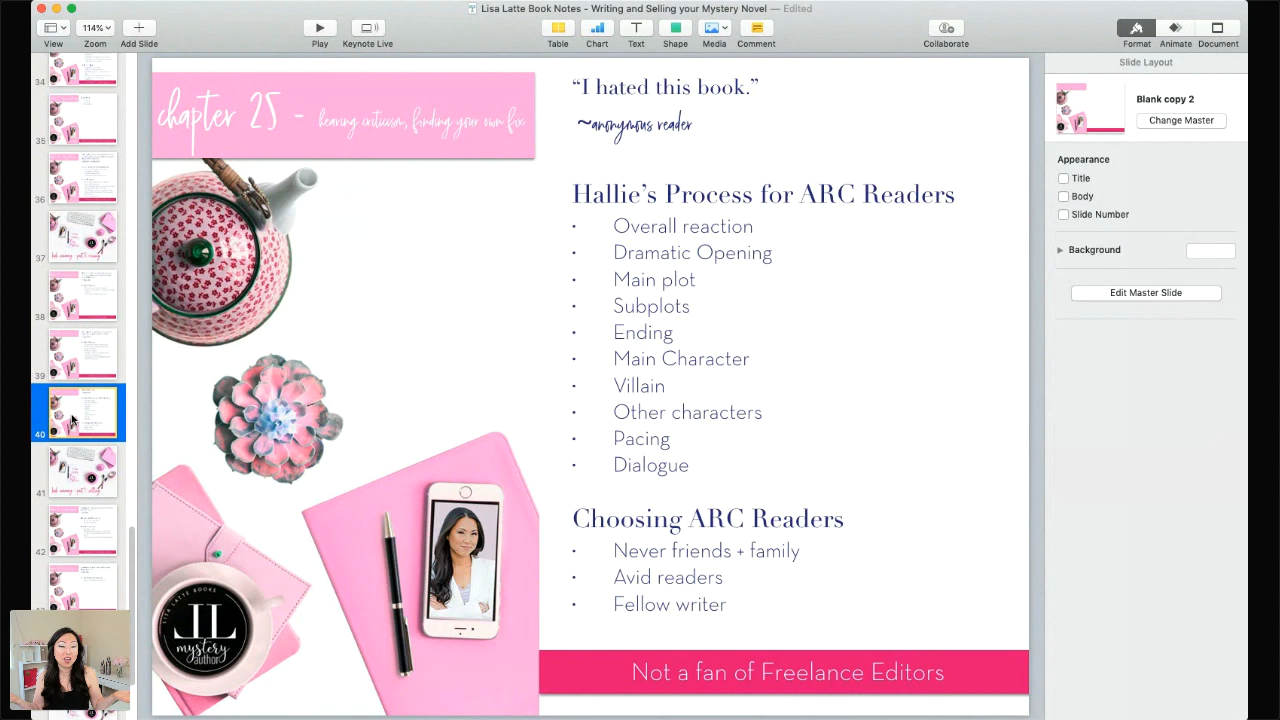 Lisa Latte Book Notes - Writing and Selling your Mystery Novel — Edited
114%
View Zoom Add Slide Play Keynote Live Table Chart Text Shape Media Comment Collaborate Format Animate Document
Slide Layout
Blank copy 2
Change Master
Appearance
Title
Body
Slide Number
Background
Edit Master Slide
34
35
36
37
38
39
40
41
42
chapter 25 - hearing criticism, finding your own fix
“I hated this book.”
~anonymous reader
Hallie's Process for ARC Readers
• Overall reaction
• Dramatic Opening
• Main plot
• Subplots
• Ending
• Main Character
• Villain
• Other characters
• Pacing
• Dialogue
Choosing ARC Readers
• Never friends + family
• Avid readers
• Fellow writer
Not a fan of Freelance Editors
LISA LATTE BOOKS
LL
mystery
author